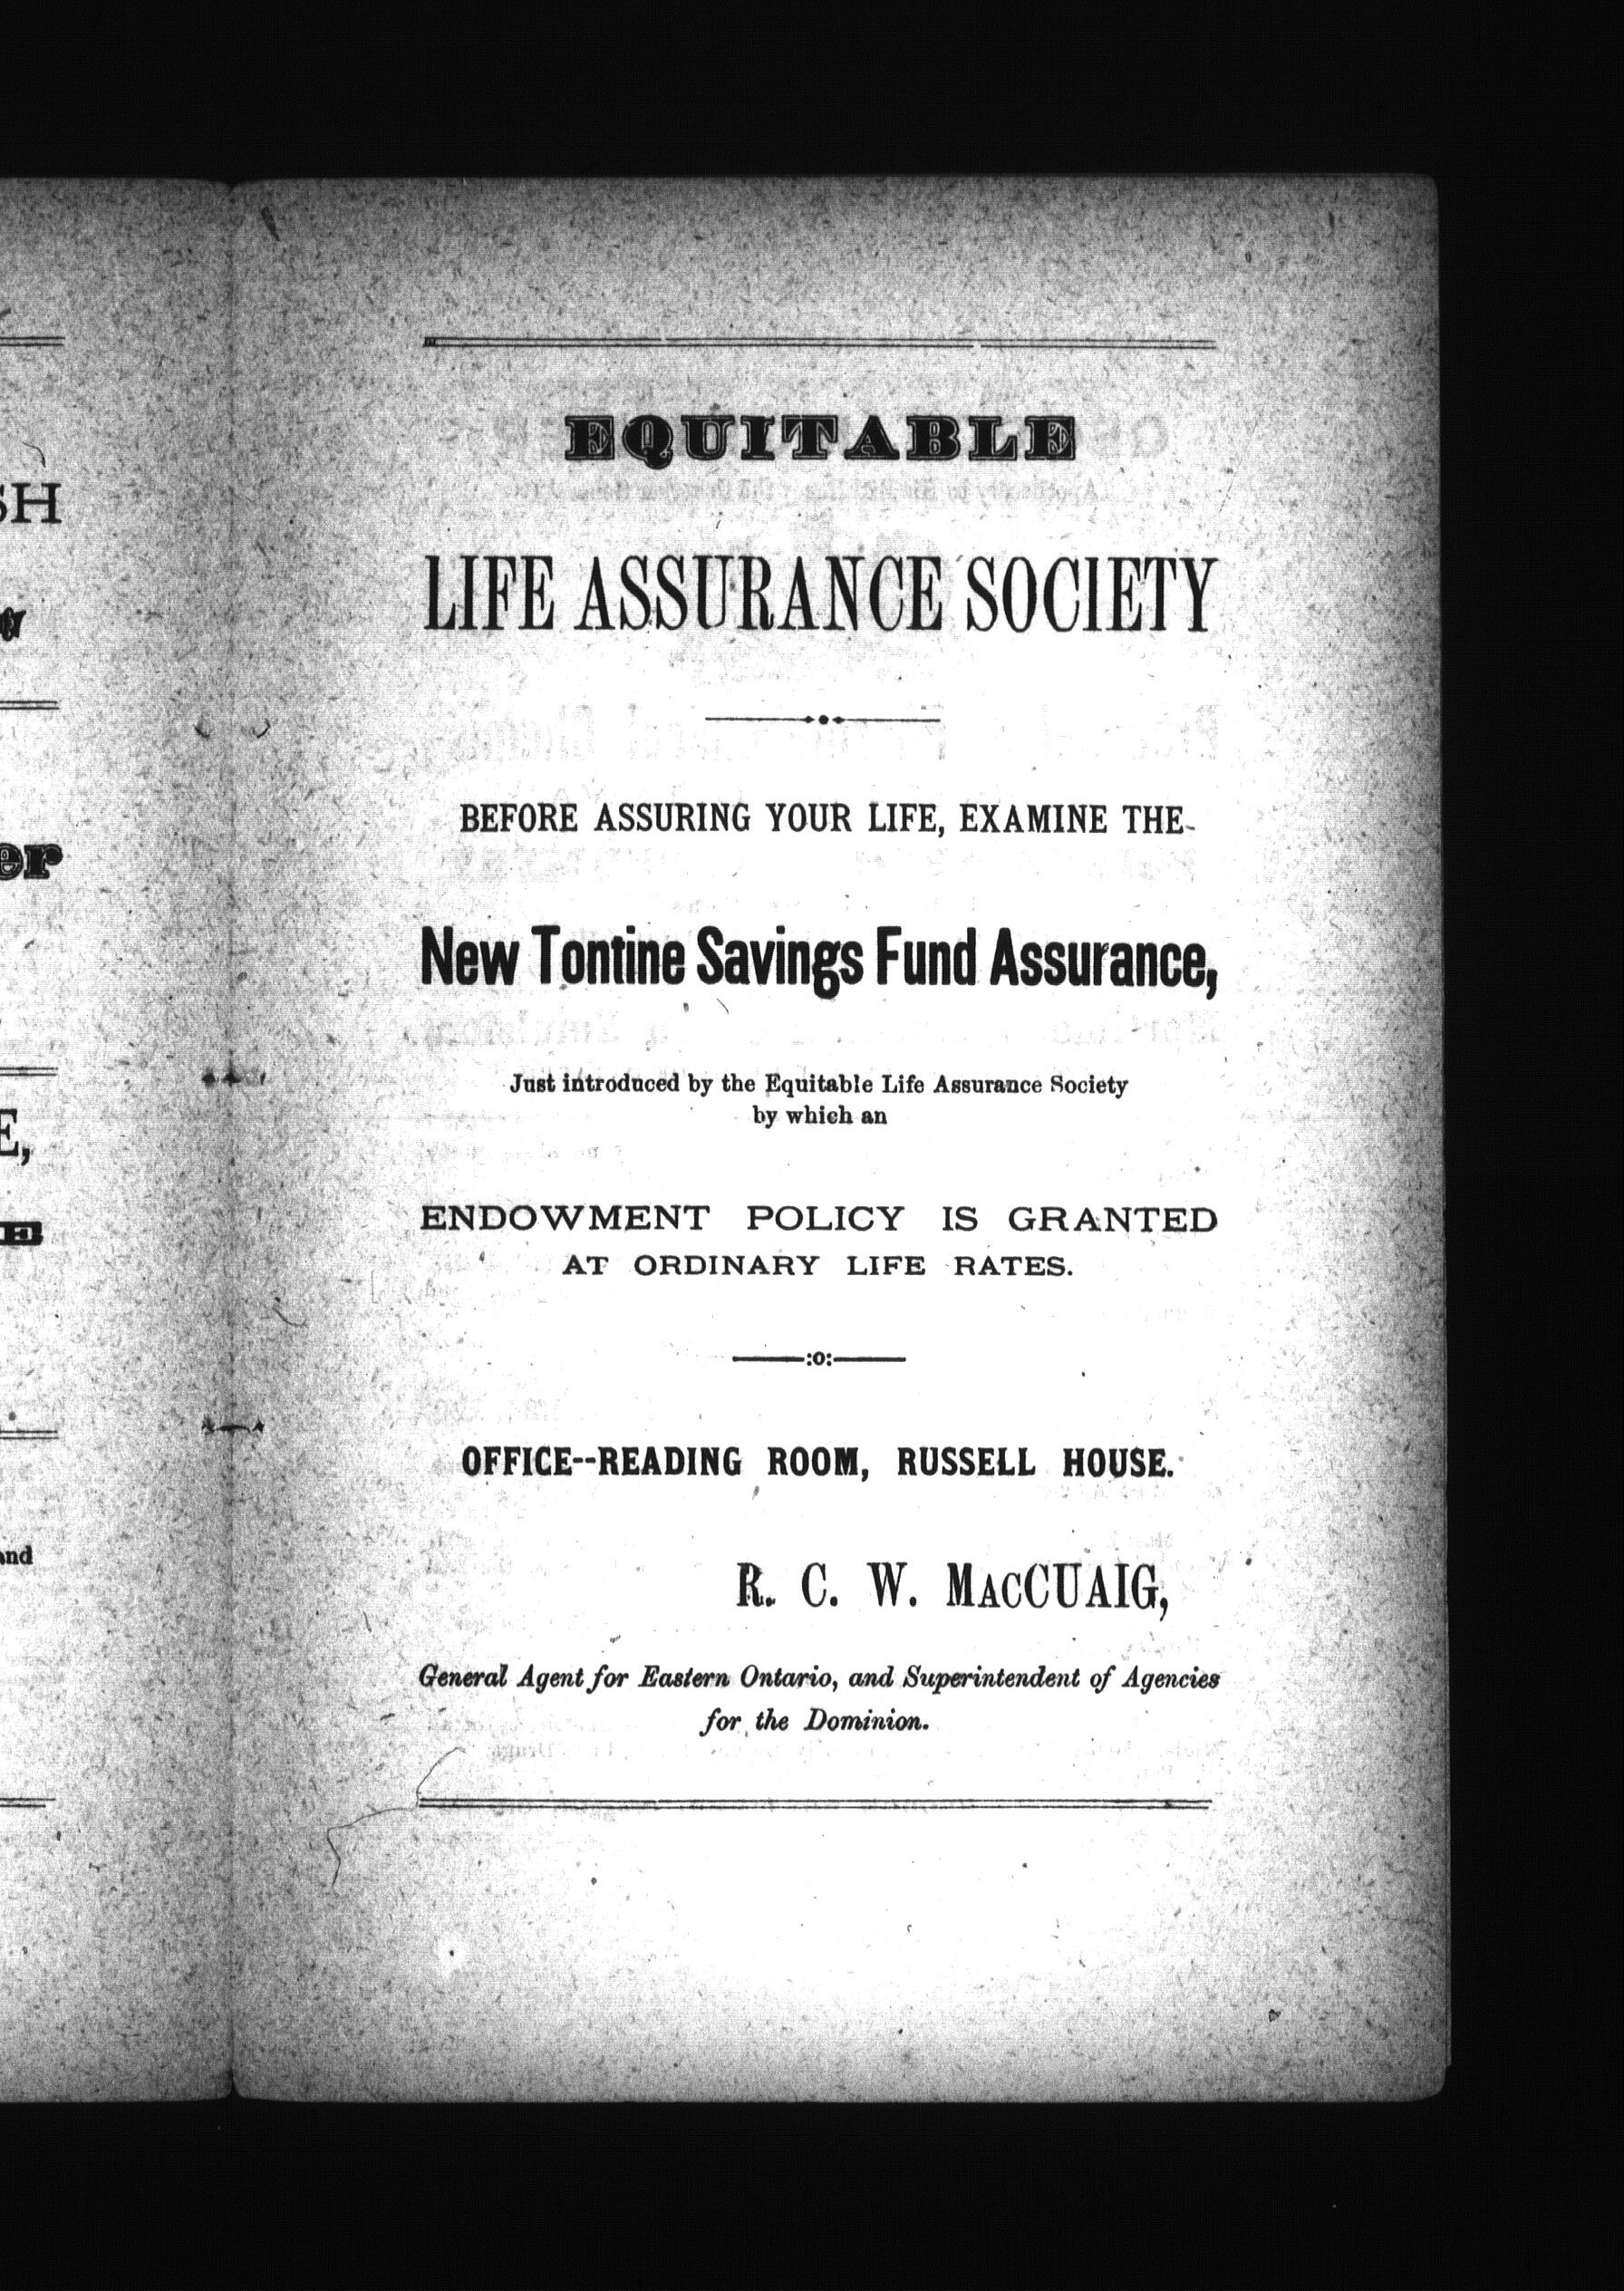 EQUITABLE
LIFE ASSURANCE SOCIETY
BEFORE ASSURING YOUR LIFE, EXAMINE THE
New Tontine Savings Fund Assurance,
Just introduced by the Equitable Life Assurance Society
by which an
ENDOWMENT POLICY IS GRANTED
AT ORDINARY LIFE RATES.
:o:
OFFICE--READING ROOM, RUSSELL HOUSE.
R. C. W. MACCUAIG,
General Agent for Eastern Ontario, and Superintendent of Agencies
for the Dominion.